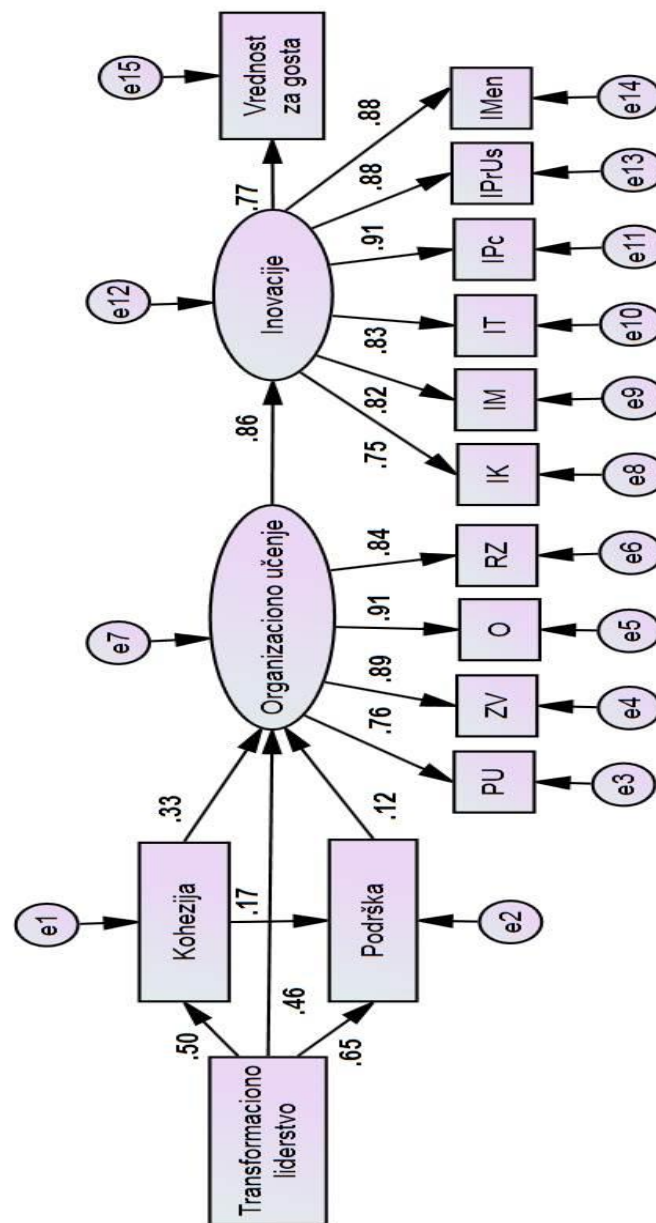 e15
Vrednost
za gosta
.77
e12
Inovacije
.88
IMen
e14
.88
IPrUs
e13
.91
IPc
e11
.83
IT
e10
.82
IM
e9
.75
IK
e8
.86
e7
Organizaciono učenje
.84
RZ
e6
.91
O
e5
.89
ZV
e4
.76
PU
e3
.33
.46
.12
e1
Kohezija
.17
Podrška
e2
.50
.65
Transformaciono
liderstvo